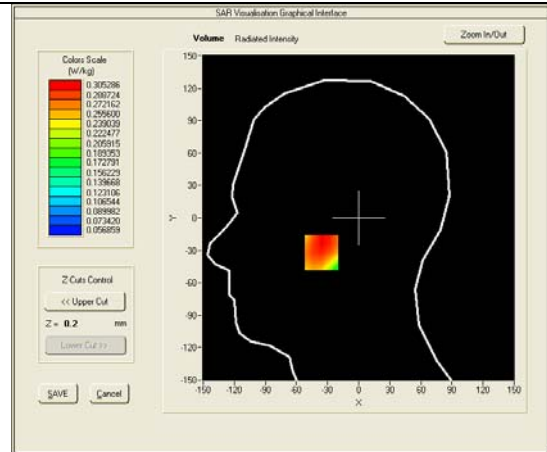 SAR Visualisation Graphical Interface
Volume Radiated Intensity
Zoom In/Out
Colors Scale
(W/kg)
0.305286
0.288724
0.272162
0.255600
0.239039
0.222477
0.205915
0.189353
0.172791
0.156229
0.139668
0.123106
0.106544
0.089982
0.073420
0.056859
Z Cuts Control
<< Upper Cut
Z = 0.2 mm
Lower Cut >>
SAVE Cancel
150
120
90
60
30
0
-30
-60
-90
-120
-150
Y
-150 -120 -90 -60 -30 0 30 60 90 120 150
X